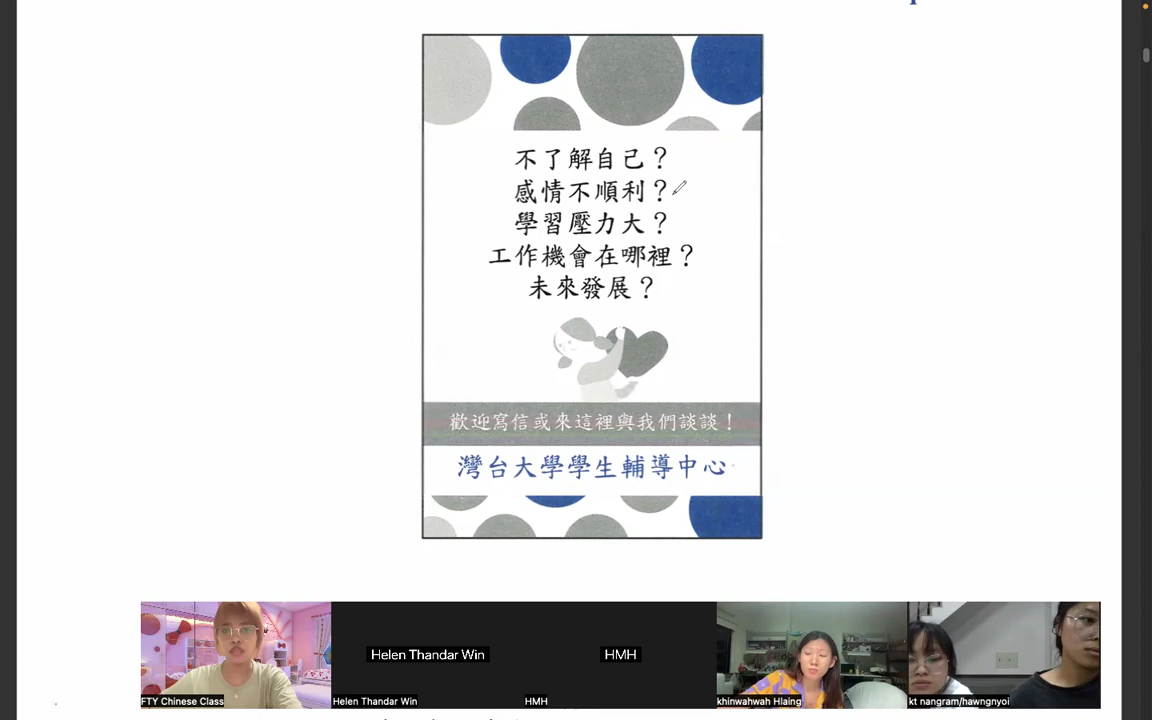 不了解自己？
感情不順利？
學習壓力大？
工作機會在哪裡？
未來發展？
歡迎寫信或來這裡與我們談談！
灣台大學學生輔導中心
Helen Thandar Win
HMH
FTY Chinese Class
Helen Thandar Win
HMH
khinwahwah Hlaing
kt nangram/hawngnyoi